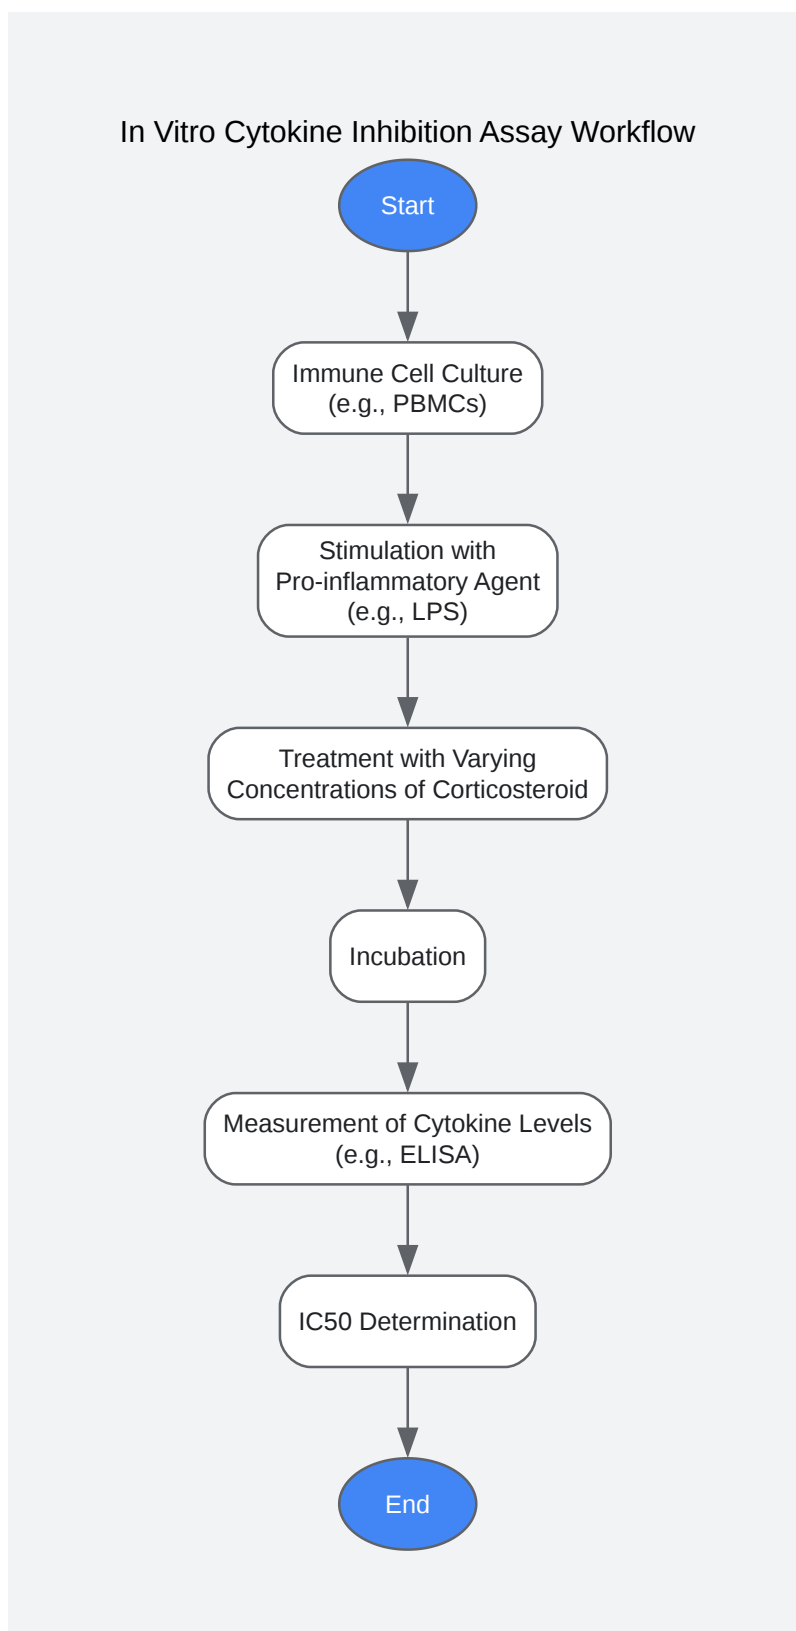 In Vitro Cytokine Inhibition Assay Workflow
Start
Immune Cell Culture
(e.g., PBMCs)
Stimulation with
Pro-inflammatory Agent
(e.g., LPS)
Treatment with Varying
Concentrations of Corticosteroid
Incubation
Measurement of Cytokine Levels
(e.g., ELISA)
IC50 Determination
End